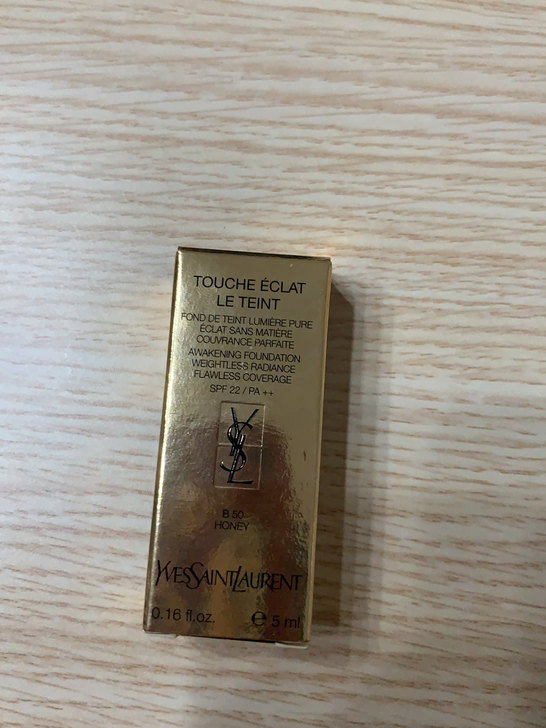 TOUCHE ÉCLAT
LE TEINT
FOND DE TEINT LUMIÈRE PURE
ÉCLAT SANS MATIÈRE
COUVRANCE PARFAITE
AWAKENING FOUNDATION
WEIGHTLESS RADIANCE
FLAWLESS COVERAGE
SPF 22 / PA ++
YSL
B 50
HONEY
YVESSAINTLAURENT
0.16 fl.oz. e 5 ml